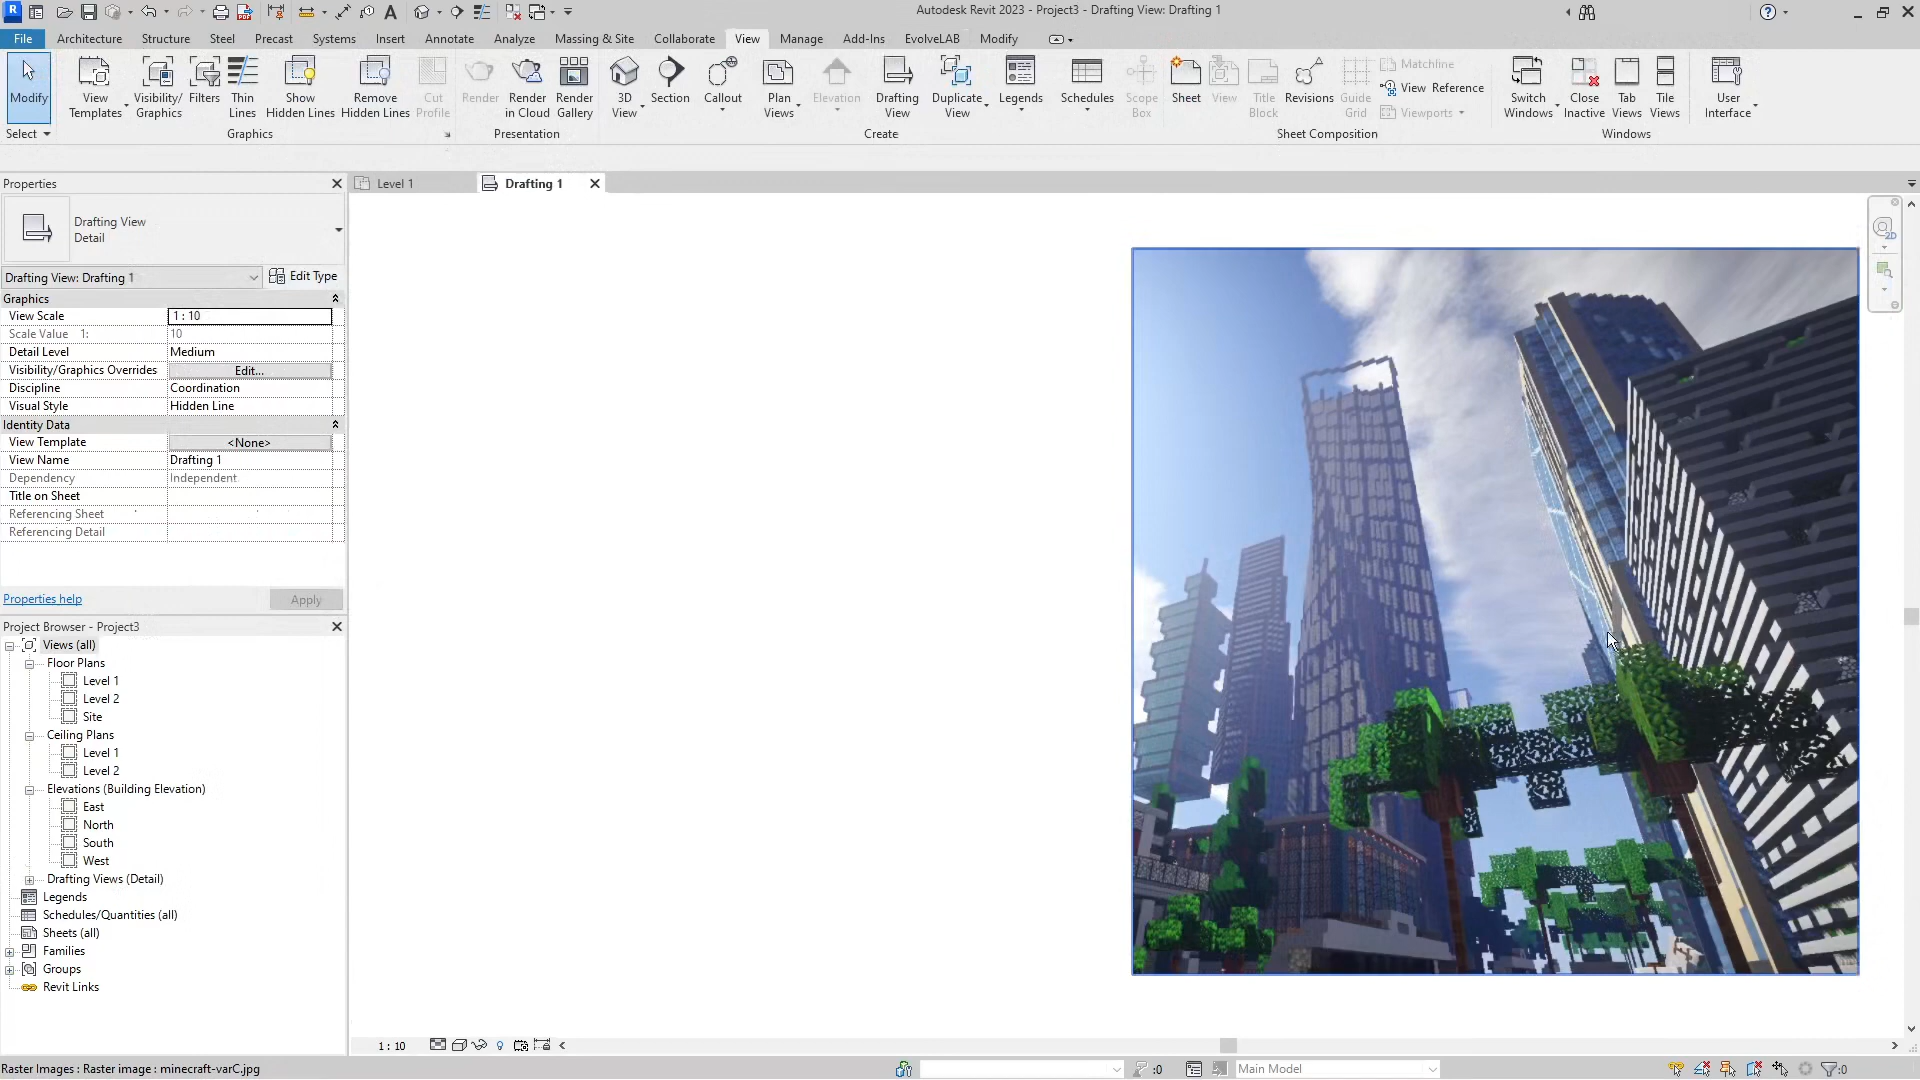 Autodesk Revit 2023 - Project3 - Drafting View: Drafting 1
File Architecture Structure Steel Precast Systems Insert Annotate Analyze Massing & Site Collaborate View Manage Add-Ins EvolveLAB Modify
Modify
View Templates
Visibility/ Graphics
Filters
Thin Lines
Show Hidden Lines
Remove Hidden Lines
Cut Profile
Render
Render in Cloud
Render Gallery
3D View
Section
Callout
Plan Views
Elevation
Drafting View
Duplicate View
Legends
Schedules
Scope Box
Sheet
View
Title Block
Revisions
Guide Grid
Matchline
View Reference
Viewports
Switch Windows
Close Inactive
Tab Views
Tile Views
User Interface
Select Graphics Presentation Create Sheet Composition Windows
Properties
Level 1
Drafting 1
Drafting View
Detail
Drafting View: Drafting 1
Edit Type
Graphics
View Scale 1 : 10
Scale Value 1: 10
Detail Level Medium
Visibility/Graphics Overrides Edit...
Discipline Coordination
Visual Style Hidden Line
Identity Data
View Template <None>
View Name Drafting 1
Dependency Independent
Title on Sheet
Referencing Sheet
Referencing Detail
Properties help
Apply
Project Browser - Project3
Views (all)
Floor Plans
Level 1
Level 2
Site
Ceiling Plans
Level 1
Level 2
Elevations (Building Elevation)
East
North
South
West
Drafting Views (Detail)
Legends
Schedules/Quantities (all)
Sheets (all)
Families
Groups
Revit Links
1 : 10
2D
Raster Images : Raster image : minecraft-varC.jpg
:0
Main Model
:0